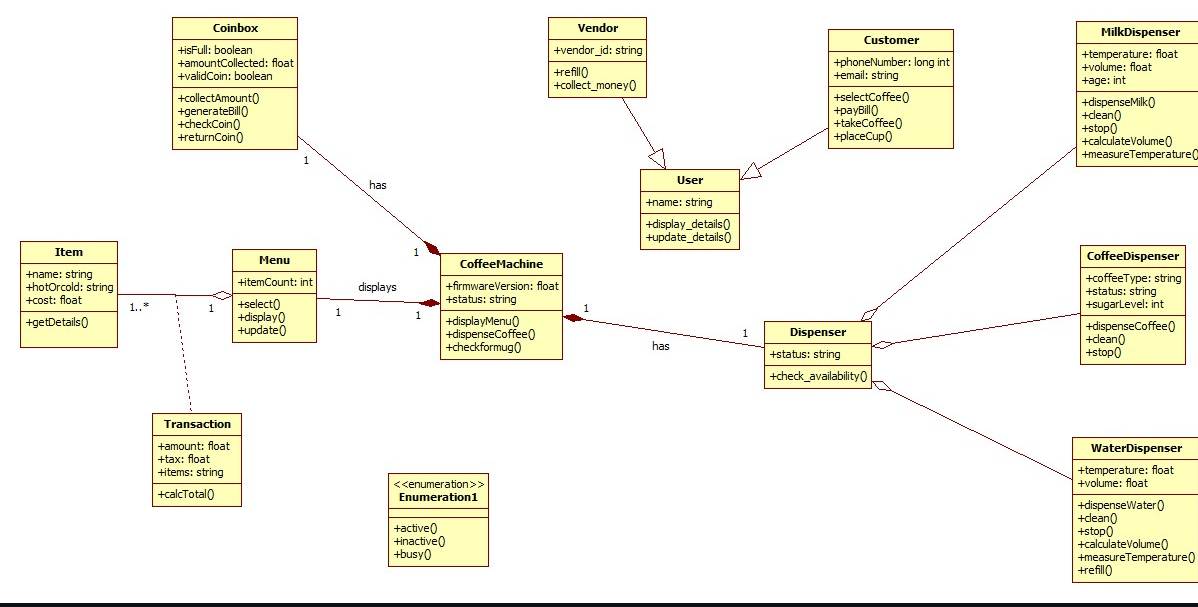 Coinbox
+isFull: boolean
+amountCollected: float
+validCoin: boolean
+collectAmount()
+generateBill()
+checkCoin()
+returnCoin()
Vendor
+vendor_id: string
+refill()
+collect_money()
Customer
+phoneNumber: long int
+email: string
+selectCoffee()
+payBill()
+takeCoffee()
+placeCup()
MilkDispenser
+temperature: float
+volume: float
+age: int
+dispenseMilk()
+clean()
+stop()
+calculateVolume()
+measureTemperature()
1
has
1
User
+name: string
+display_details()
+update_details()
Item
+name: string
+hotOrcold: string
+cost: float
+getDetails()
1..*
1
Menu
+itemCount: int
+select()
+display()
+update()
displays
1
1
CoffeeMachine
+firmwareVersion: float
+status: string
+displayMenu()
+dispenseCoffee()
+checkformug()
1
has
1
Dispenser
+status: string
+check_availability()
CoffeeDispenser
+coffeeType: string
+status: string
+sugarLevel: int
+dispenseCoffee()
+clean()
+stop()
Transaction
+amount: float
+tax: float
+items: string
+calcTotal()
<<enumeration>>
Enumeration1
+active()
+inactive()
+busy()
WaterDispenser
+temperature: float
+volume: float
+dispenseWater()
+clean()
+stop()
+calculateVolume()
+measureTemperature()
+refill()